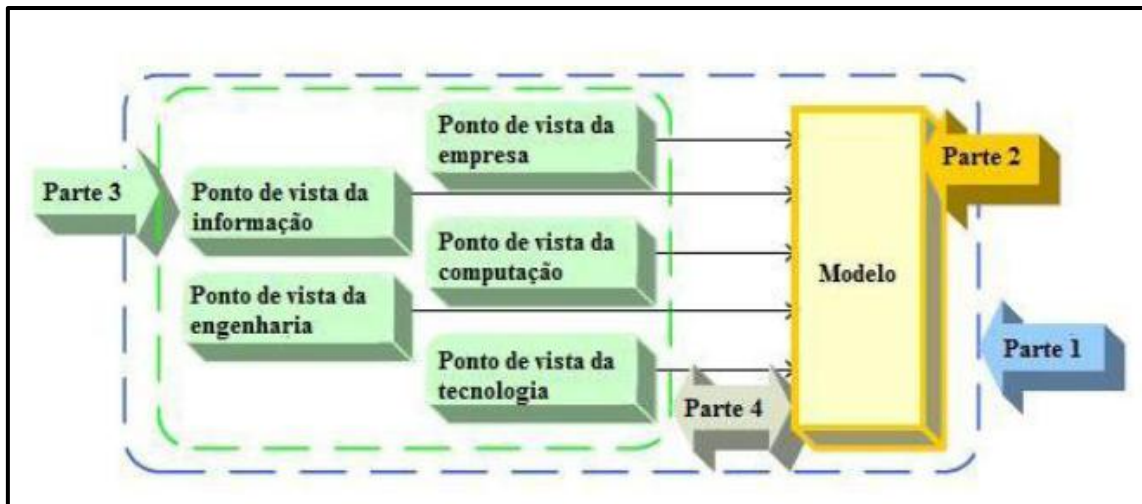 Ponto de vista da
empresa
Parte 2
Parte 3
Ponto de vista da
informação
Ponto de vista da
computação
Modelo
Ponto de vista da
engenharia
Parte 1
Ponto de vista da
tecnologia
Parte 4